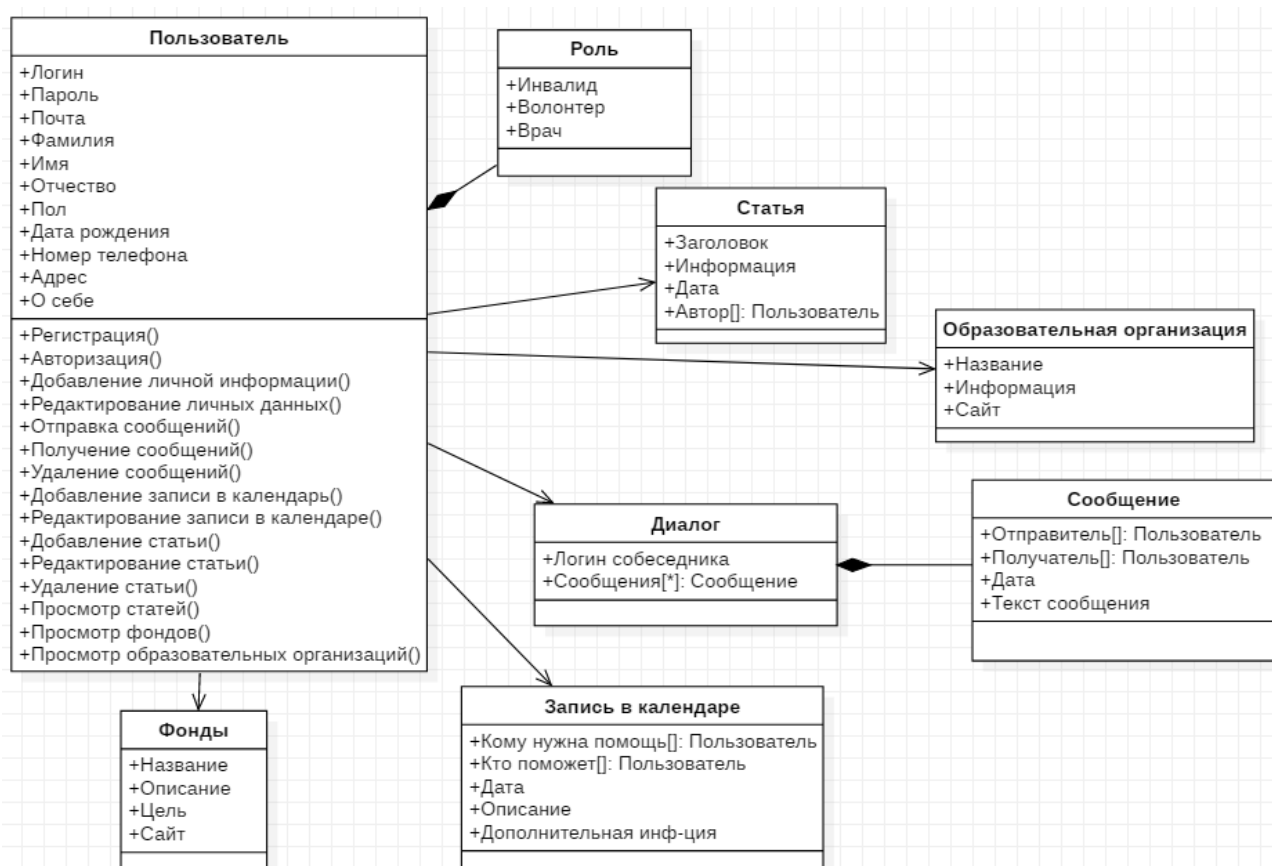 Пользователь
+Логин
+Пароль
+Почта
+Фамилия
+Имя
+Отчество
+Пол
+Дата рождения
+Номер телефона
+Адрес
+О себе
+Регистрация()
+Авторизация()
+Добавление личной информации()
+Редактирование личных данных()
+Отправка сообщений()
+Получение сообщений()
+Удаление сообщений()
+Добавление записи в календарь()
+Редактирование записи в календаре()
+Добавление статьи()
+Редактирование статьи()
+Удаление статьи()
+Просмотр статей()
+Просмотр фондов()
+Просмотр образовательных организаций()
Роль
+Инвалид
+Волонтер
+Врач
Статья
+Заголовок
+Информация
+Дата
+Автор[]: Пользователь
Образовательная организация
+Название
+Информация
+Сайт
Диалог
+Логин собеседника
+Сообщения[*]: Сообщение
Сообщение
+Отправитель[]: Пользователь
+Получатель[]: Пользователь
+Дата
+Текст сообщения
Фонды
+Название
+Описание
+Цель
+Сайт
Запись в календаре
+Кому нужна помощь[]: Пользователь
+Кто поможет[]: Пользователь
+Дата
+Описание
+Дополнительная инф-ция